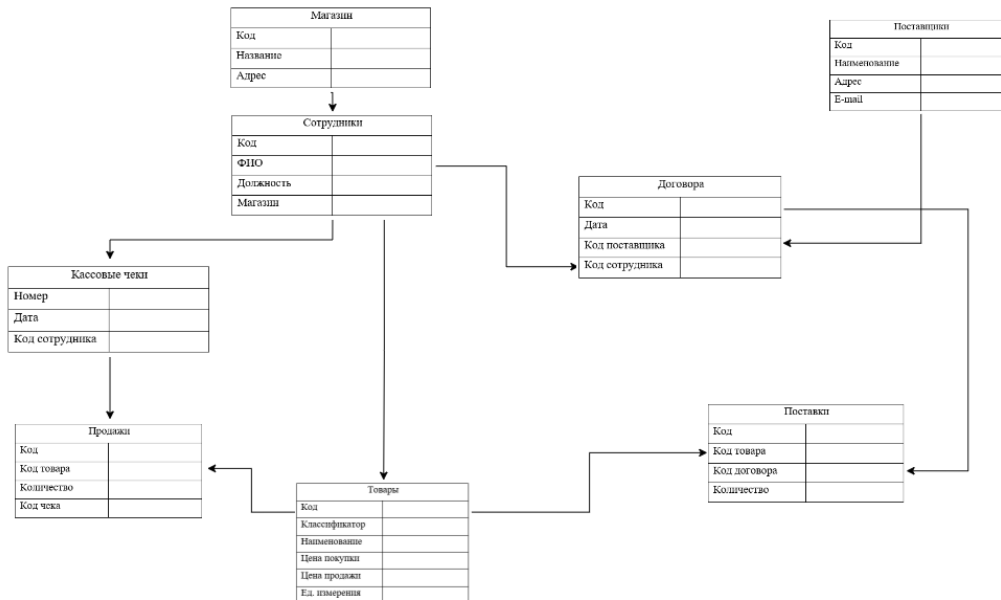 Магазин
Код
Название
Адрес
Поставщики
Код
Наименование
Адрес
E-mail
Сотрудники
Код
ФИО
Должность
Магазин
Договора
Код
Дата
Код поставщика
Код сотрудника
Кассовые чеки
Номер
Дата
Код сотрудника
Продажи
Код
Код товара
Количество
Код чека
Поставки
Код
Код товара
Код договора
Количество
Товары
Код
Классификатор
Наименование
Цена покупки
Цена продажи
Ед. измерения